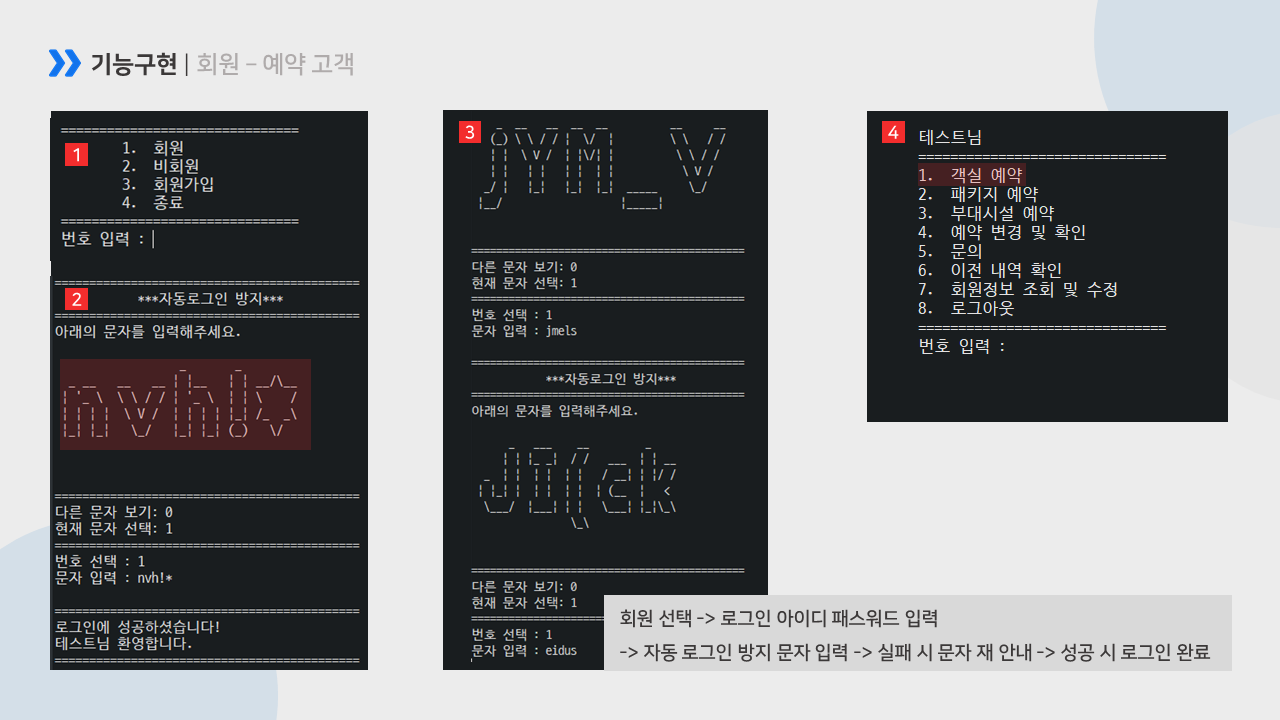 기능구현 | 회원 – 예약 고객
1
==============================
1. 회원
2. 비회원
3. 회원가입
4. 종료
==============================
번호 입력 :
2
***자동로그인 방지***
아래의 문자를 입력해주세요.
nvh!*
다른 문자 보기: 0
현재 문자 선택: 1
번호 선택 : 1
문자 입력 : nvh!*
로그인에 성공하셨습니다!
테스트님 환영합니다.
3
다른 문자 보기: 0
현재 문자 선택: 1
번호 선택 : 1
문자 입력 : jmels
***자동로그인 방지***
아래의 문자를 입력해주세요.
다른 문자 보기: 0
현재 문자 선택: 1
번호 선택 : 1
문자 입력 : eidus
4
테스트님
1. 객실 예약
2. 패키지 예약
3. 부대시설 예약
4. 예약 변경 및 확인
5. 문의
6. 이전 내역 확인
7. 회원정보 조회 및 수정
8. 로그아웃
번호 입력 :
회원 선택 -> 로그인 아이디 패스워드 입력
-> 자동 로그인 방지 문자 입력 -> 실패 시 문자 재 안내 -> 성공 시 로그인 완료